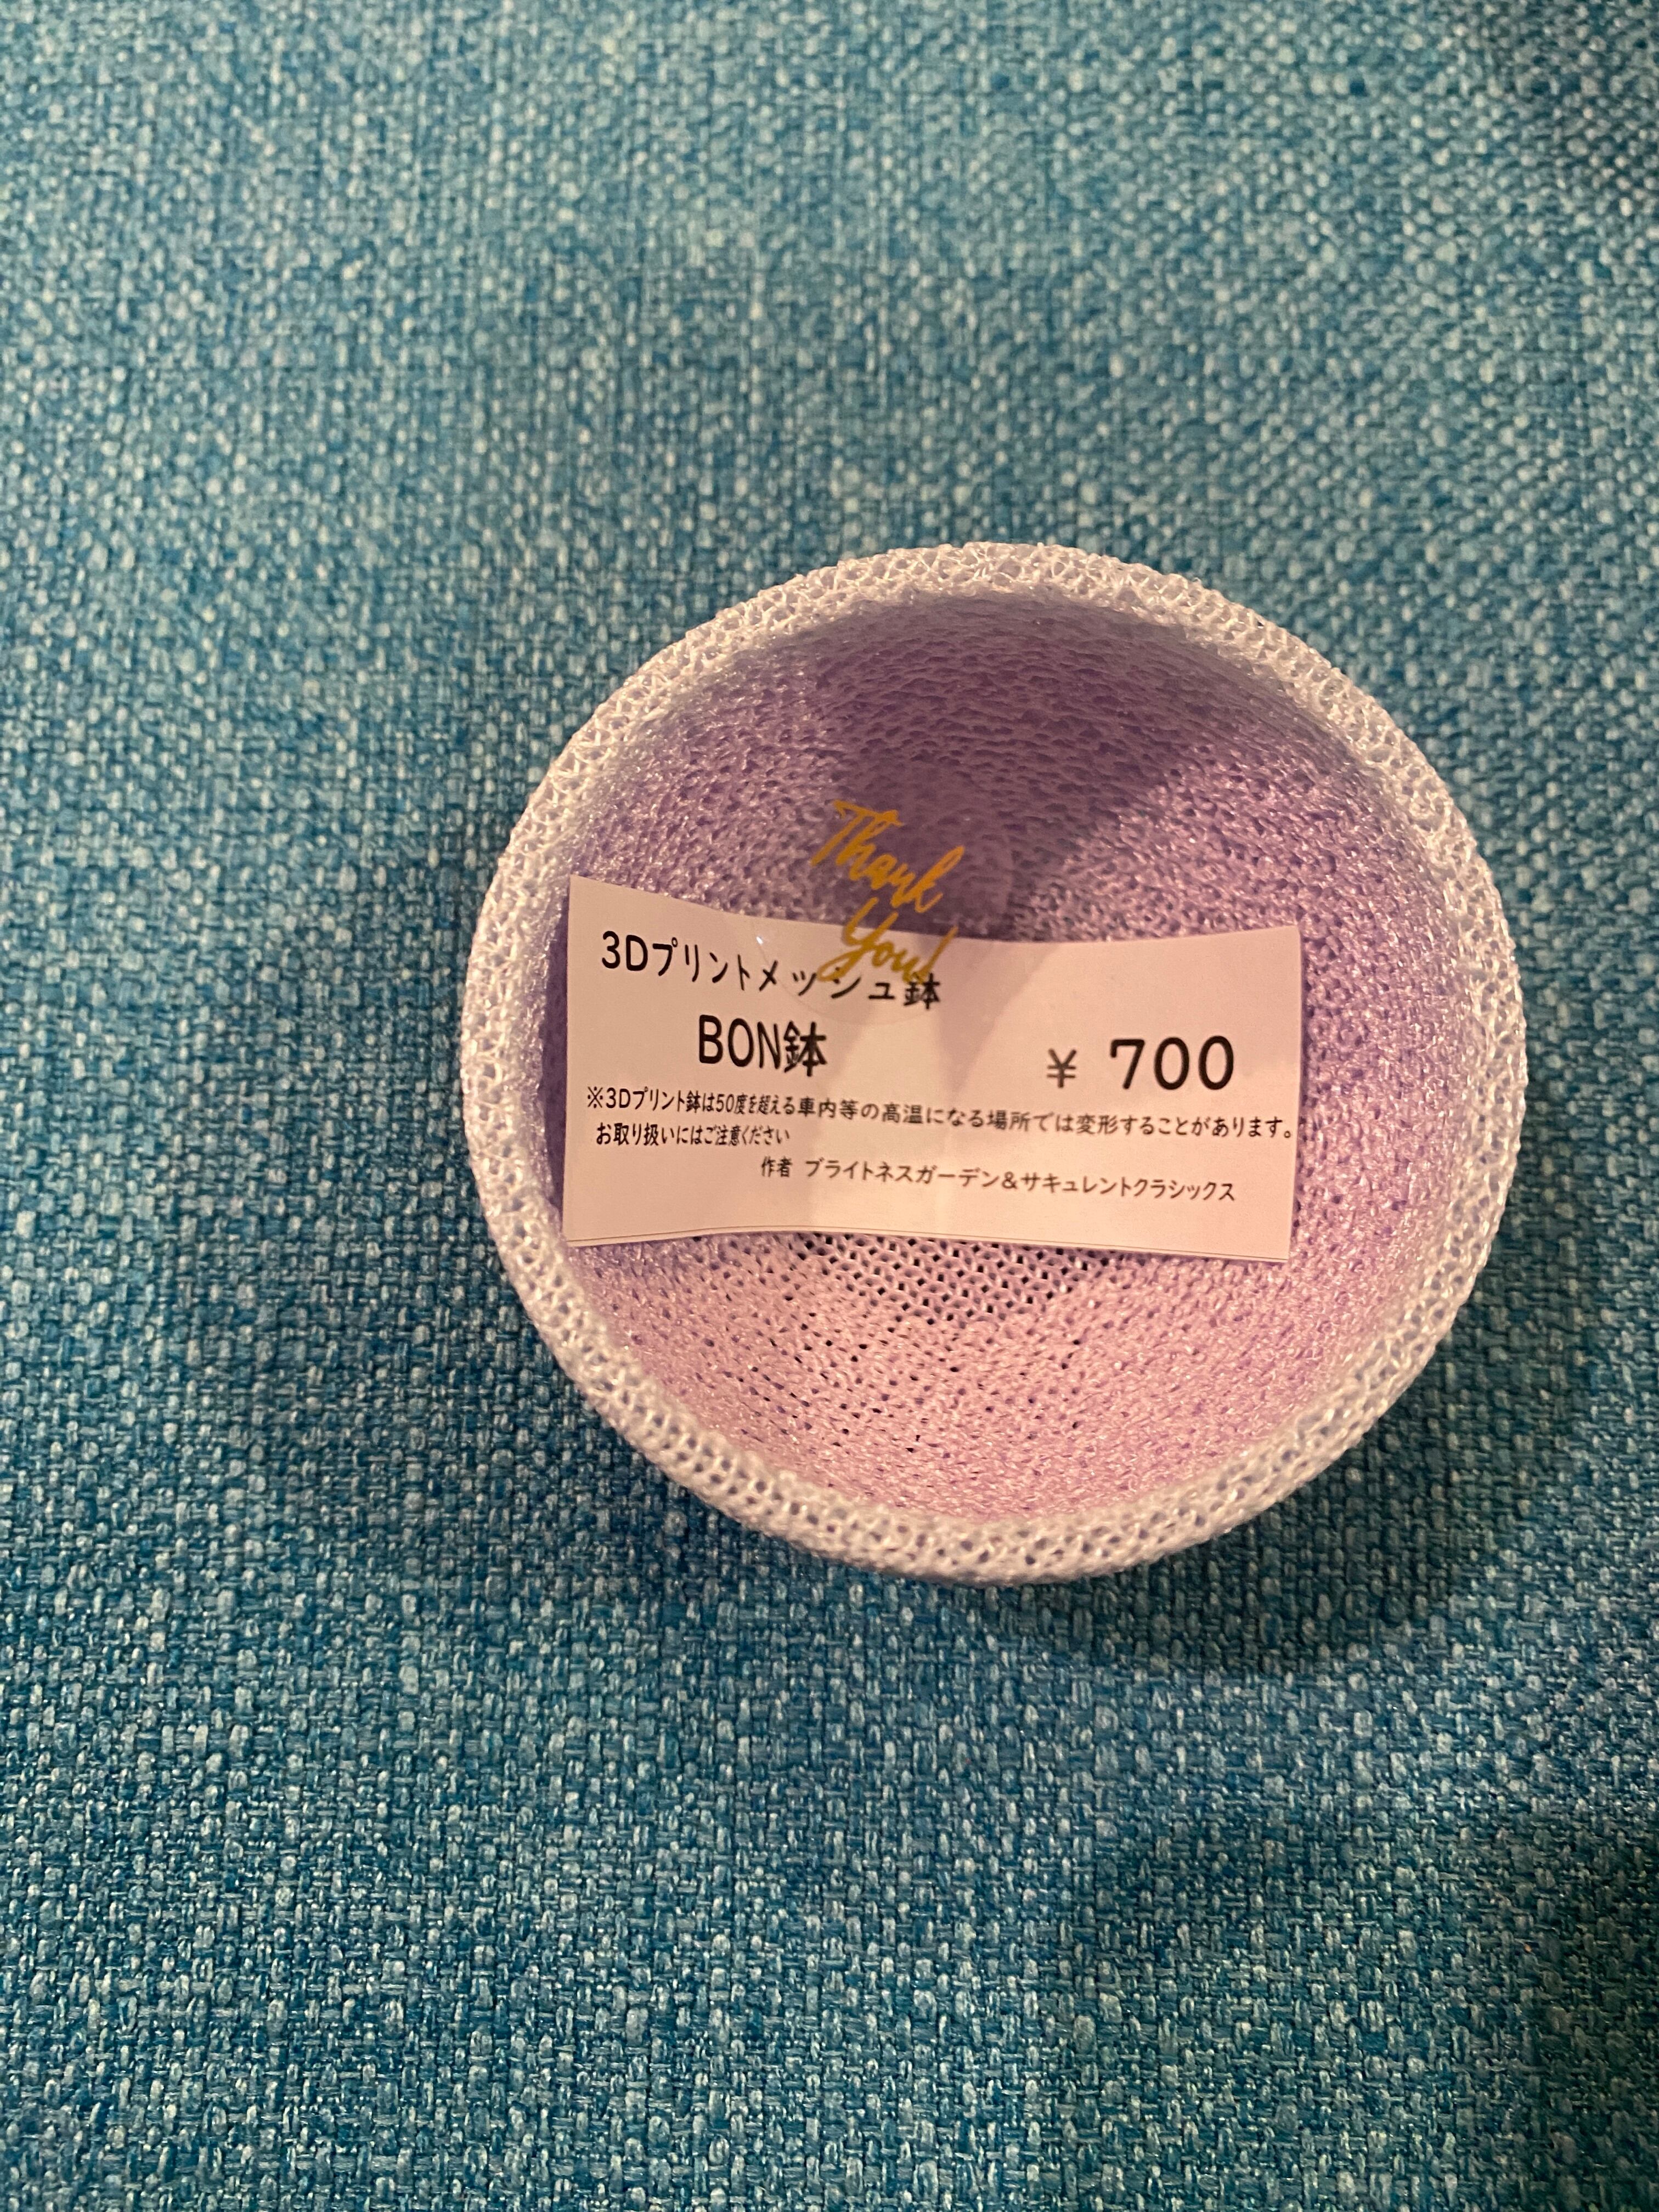 Thank
You!
3Dプリントメッシュ鉢
BON鉢 ¥ 700
※3Dプリント鉢は50度を超える車内等の高温になる場所では変形することがあります。
お取り扱いにはご注意ください
作者 ブライトネスガーデン&サキュレントクラシックス